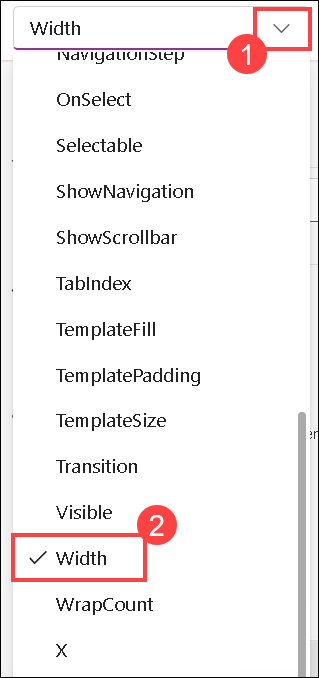 Width
1
NavigationStep
OnSelect
Selectable
ShowNavigation
ShowScrollbar
TabIndex
TemplateFill
TemplatePadding
TemplateSize
Transition
Visible
2
Width
WrapCount
X